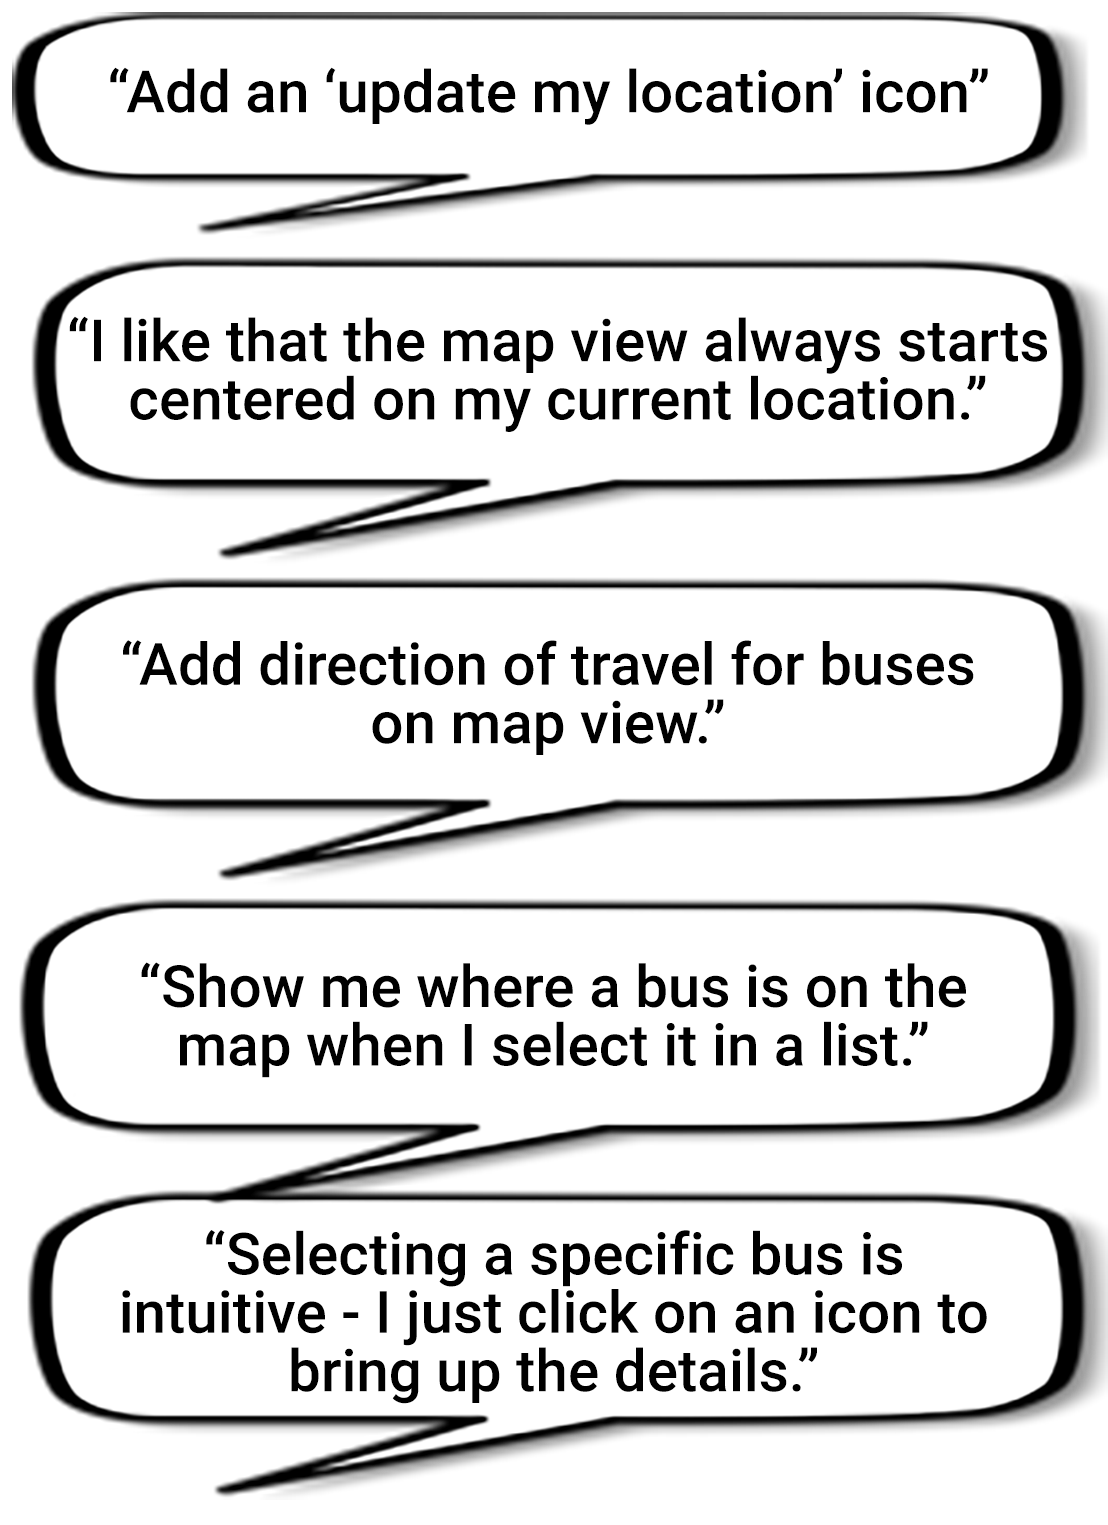 “Add an ‘update my location’ icon”
“I like that the map view always starts
centered on my current location.”
“Add direction of travel for buses
on map view.”
“Show me where a bus is on the
map when I select it in a list.”
“Selecting a specific bus is
intuitive - I just click on an icon to
bring up the details.”